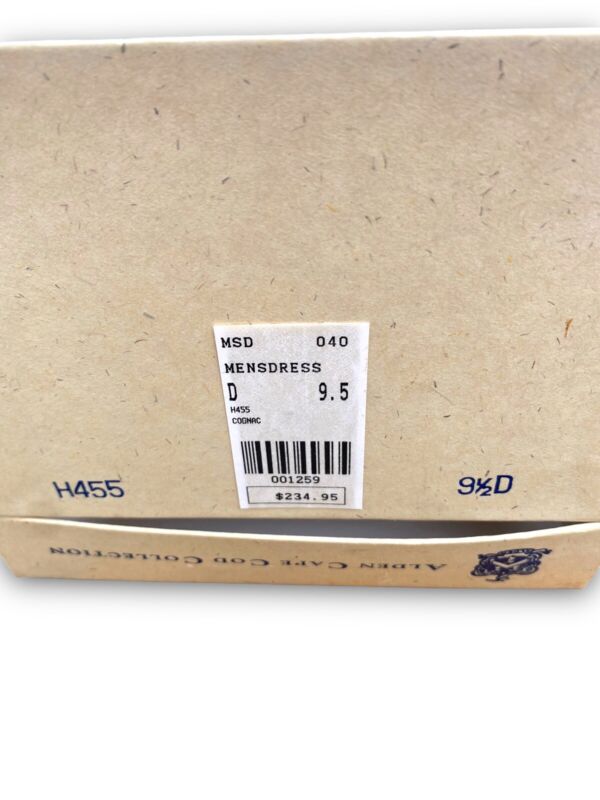 MSD 040
MENSDRESS
D 9.5
H455
COGNAC
001259
$234.95
H455 9½D
ALDEN CAPE COD COLLECTION